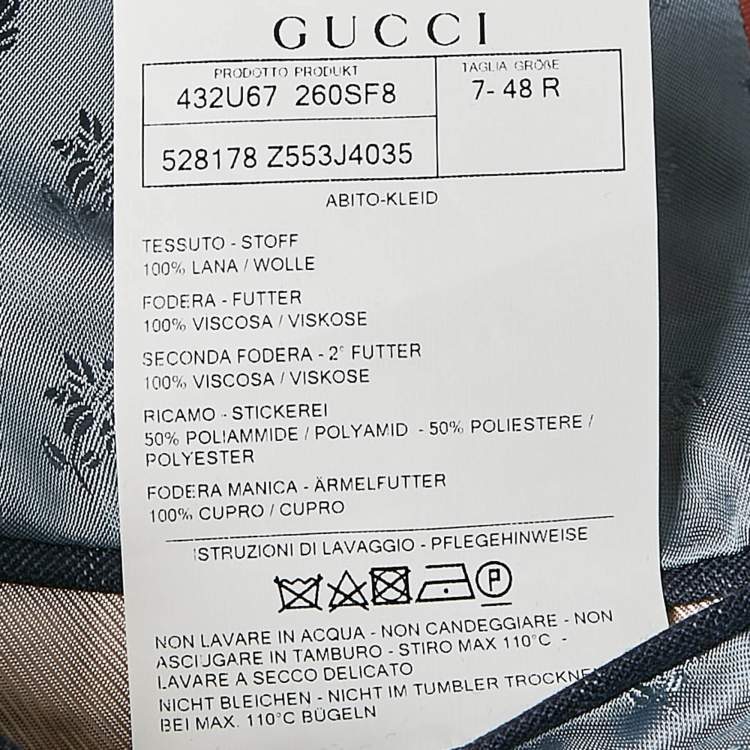 GUCCI
PRODOTTO PRODUKT
432U67 260SF8
528178 Z553J4035
TAGLIA GRÖßE
7- 48 R
ABITO-KLEID
TESSUTO - STOFF
100% LANA / WOLLE
FODERA - FUTTER
100% VISCOSA / VISKOSE
SECONDA FODERA - 2° FUTTER
100% VISCOSA / VISKOSE
RICAMO - STICKEREI
50% POLIAMMIDE / POLYAMID - 50% POLIESTERE /
POLYESTER
FODERA MANICA - ÄRMELFUTTER
100% CUPRO / CUPRO
ISTRUZIONI DI LAVAGGIO - PFLEGEHINWEISE
P
NON LAVARE IN ACQUA - NON CANDEGGIARE - NON
ASCIUGARE IN TAMBURO - STIRO MAX 110°C -
LAVARE A SECCO DELICATO
NICHT BLEICHEN - NICHT IM TUMBLER TROCKNE
BEI MAX. 110°C BÜGELN